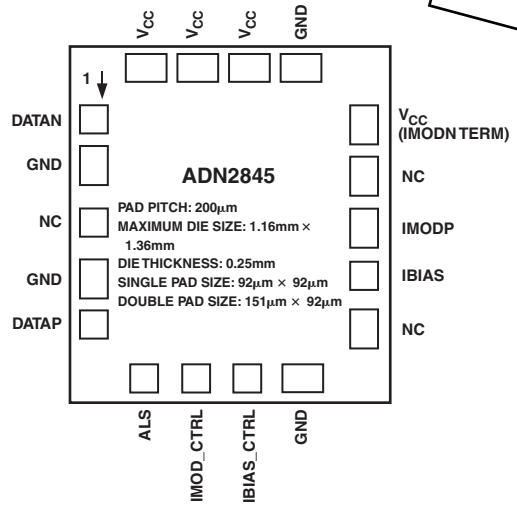 VCC
VCC
VCC
GND
1
DATAN
GND
NC
GND
DATAP
ADN2845
PAD PITCH: 200μm
MAXIMUM DIE SIZE: 1.16mm ×
1.36mm
DIE THICKNESS: 0.25mm
SINGLE PAD SIZE: 92μm × 92μm
DOUBLE PAD SIZE: 151μm × 92μm
VCC
(IMODN TERM)
NC
IMODP
IBIAS
NC
ALS
IMOD_CTRL
IBIAS_CTRL
GND